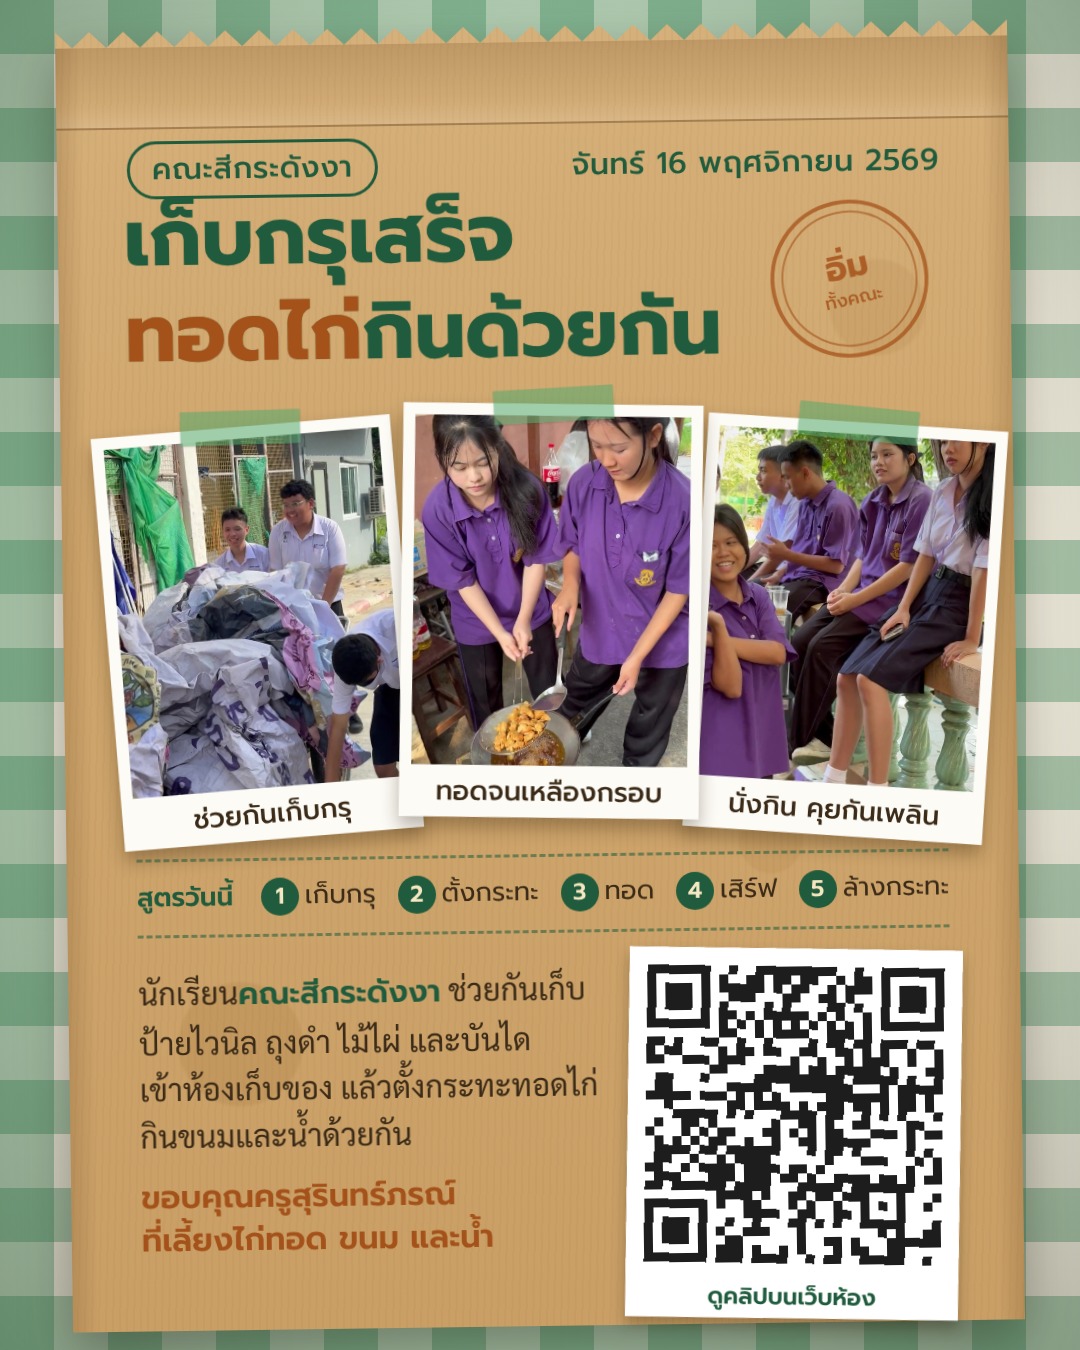 คณะสีกระดังงา
จันทร์ 16 พฤศจิกายน 2569
เก็บกรุเสร็จ
ทอดไก่กินด้วยกัน
อิ่ม
ทั้งคณะ
ช่วยกันเก็บกรุ
ทอดจนเหลืองกรอบ
นั่งกิน คุยกันเพลิน
สูตรวันนี้ 1 เก็บกรุ 2 ตั้งกระทะ 3 ทอด 4 เสิร์ฟ 5 ล้างกระทะ
นักเรียนคณะสีกระดังงา ช่วยกันเก็บ
ป้ายไวนิล ถุงดำ ไม้ไผ่ และบันได
เข้าห้องเก็บของ แล้วตั้งกระทะทอดไก่
กินขนมและน้ำด้วยกัน
ขอบคุณครูสุรินทร์ภรณ์
ที่เลี้ยงไก่ทอด ขนม และน้ำ
ดูคลิปบนเว็บห้อง